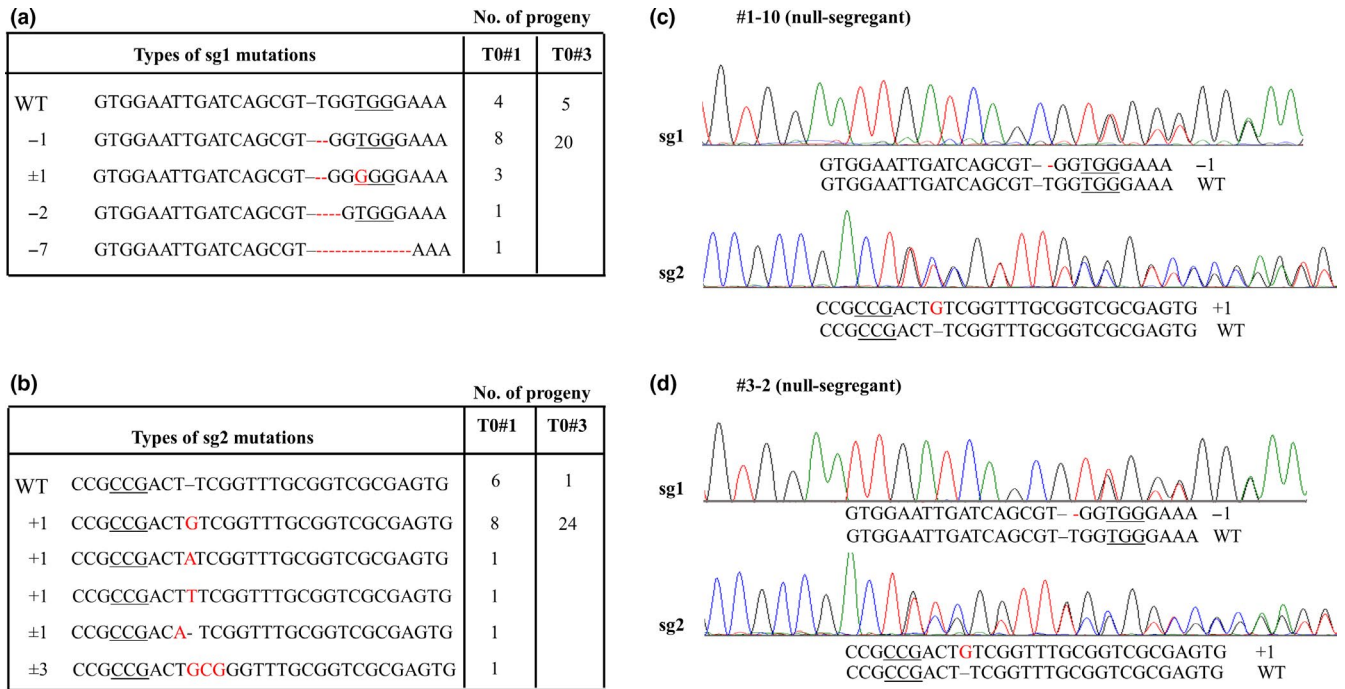 (a)
No. of progeny
Types of sg1 mutations T0#1 T0#3
WT GTGGAATTGATCAGCGT–TGGTGGGAAA 4 5
−1 GTGGAATTGATCAGCGT–--GGTGGGAAA 8 20
±1 GTGGAATTGATCAGCGT–--GGGGGGAAA 3
−2 GTGGAATTGATCAGCGT–----GTGGGAAA 1
−7 GTGGAATTGATCAGCGT–--------------AAA 1
(b)
No. of progeny
Types of sg2 mutations T0#1 T0#3
WT CCGCCGACT–TCGGTTTGCGGTCGCGAGTG 6 1
+1 CCGCCGACTGTCGGTTTGCGGTCGCGAGTG 8 24
+1 CCGCCGACTATCGGTTTGCGGTCGCGAGTG 1
+1 CCGCCGACTTTCGGTTTGCGGTCGCGAGTG 1
±1 CCGCCGACA- TCGGTTTGCGGTCGCGAGTG 1
±3 CCGCCGACTGCGGGTTTGCGGTCGCGAGTG 1
(c) #1-10 (null-segregant)
sg1
GTGGAATTGATCAGCGT– -GGTGGGAAA −1
GTGGAATTGATCAGCGT–TGGTGGGAAA WT
sg2
CCGCCGACTGTCGGTTTGCGGTCGCGAGTG +1
CCGCCGACT–TCGGTTTGCGGTCGCGAGTG WT
(d) #3-2 (null-segregant)
sg1
GTGGAATTGATCAGCGT– -GGTGGGAAA −1
GTGGAATTGATCAGCGT–TGGTGGGAAA WT
sg2
CCGCCGACTGTCGGTTTGCGGTCGCGAGTG +1
CCGCCGACT–TCGGTTTGCGGTCGCGAGTG WT